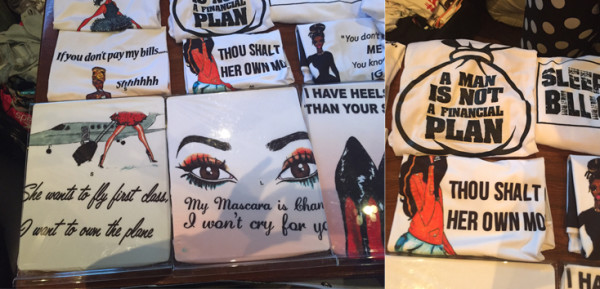 IS NOT
A FINANCIAL
PLAN
If you don't pay my bills...
Shhhhhh
THOU SHALT
HER OWN
"You don't
ME
You know
I HAVE HEELS
THAN YOUR
She wants to fly first class,
I want to own the plane
My Mascara is
I won't cry for
A MAN
IS NOT
A FINANCIAL
PLAN
SLEEP
BILL
THOU SHALT
HER OWN